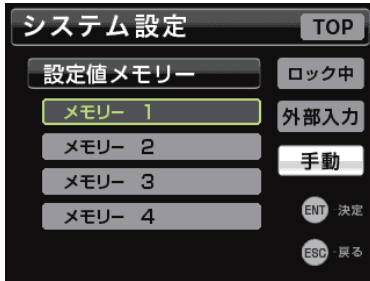 システム設定
TOP
設定値メモリー
ロック中
メモリー 1
外部入力
メモリー 2
手動
メモリー 3
メモリー 4
ENT 決定
ESC 戻る